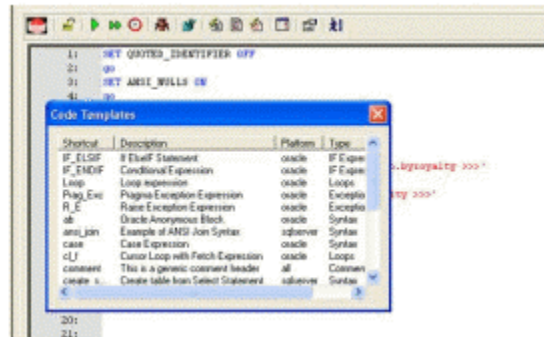 1: SET QUOTED_IDENTIFIER OFF
2: go
3: SET ANSI_NULLS ON
4: go
Code Templates
Shortcut Description Platform Type
IF_ELSIF If ElseIF Statement oracle IF Expre
IF_ENDIF Conditional Expression oracle IF Expre
Loop Loop expression oracle Loops
Prag_Exc Pragma Exception Expression oracle Exceptio
R_E Raise Exception Expression oracle Exceptio
ab Oracle Anonymous Block oracle Syntax
ansi_join Example of ANSI Join Syntax sqlserver Syntax
case Case Expression oracle Syntax
cl_f Cursor Loop with Fetch Expression oracle Loops
comment This is a generic comment header all Commen
create_s... Create table from Select Statement sqlserver Syntax
.byroyalty >>>'
ty >>>'
20:
21: